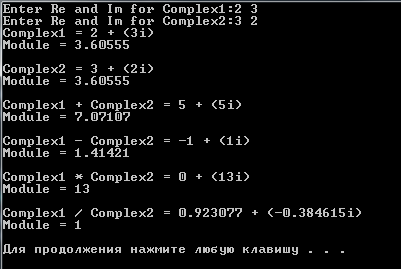 Enter Re and Im for Complex1:2 3
Enter Re and Im for Complex2:3 2
Complex1 = 2 + (3i)
Module = 3.60555
Complex2 = 3 + (2i)
Module = 3.60555
Complex1 + Complex2 = 5 + (5i)
Module = 7.07107
Complex1 - Complex2 = -1 + (1i)
Module = 1.41421
Complex1 * Complex2 = 0 + (13i)
Module = 13
Complex1 / Complex2 = 0.923077 + (-0.384615i)
Module = 1
Для продолжения нажмите любую клавишу . . .